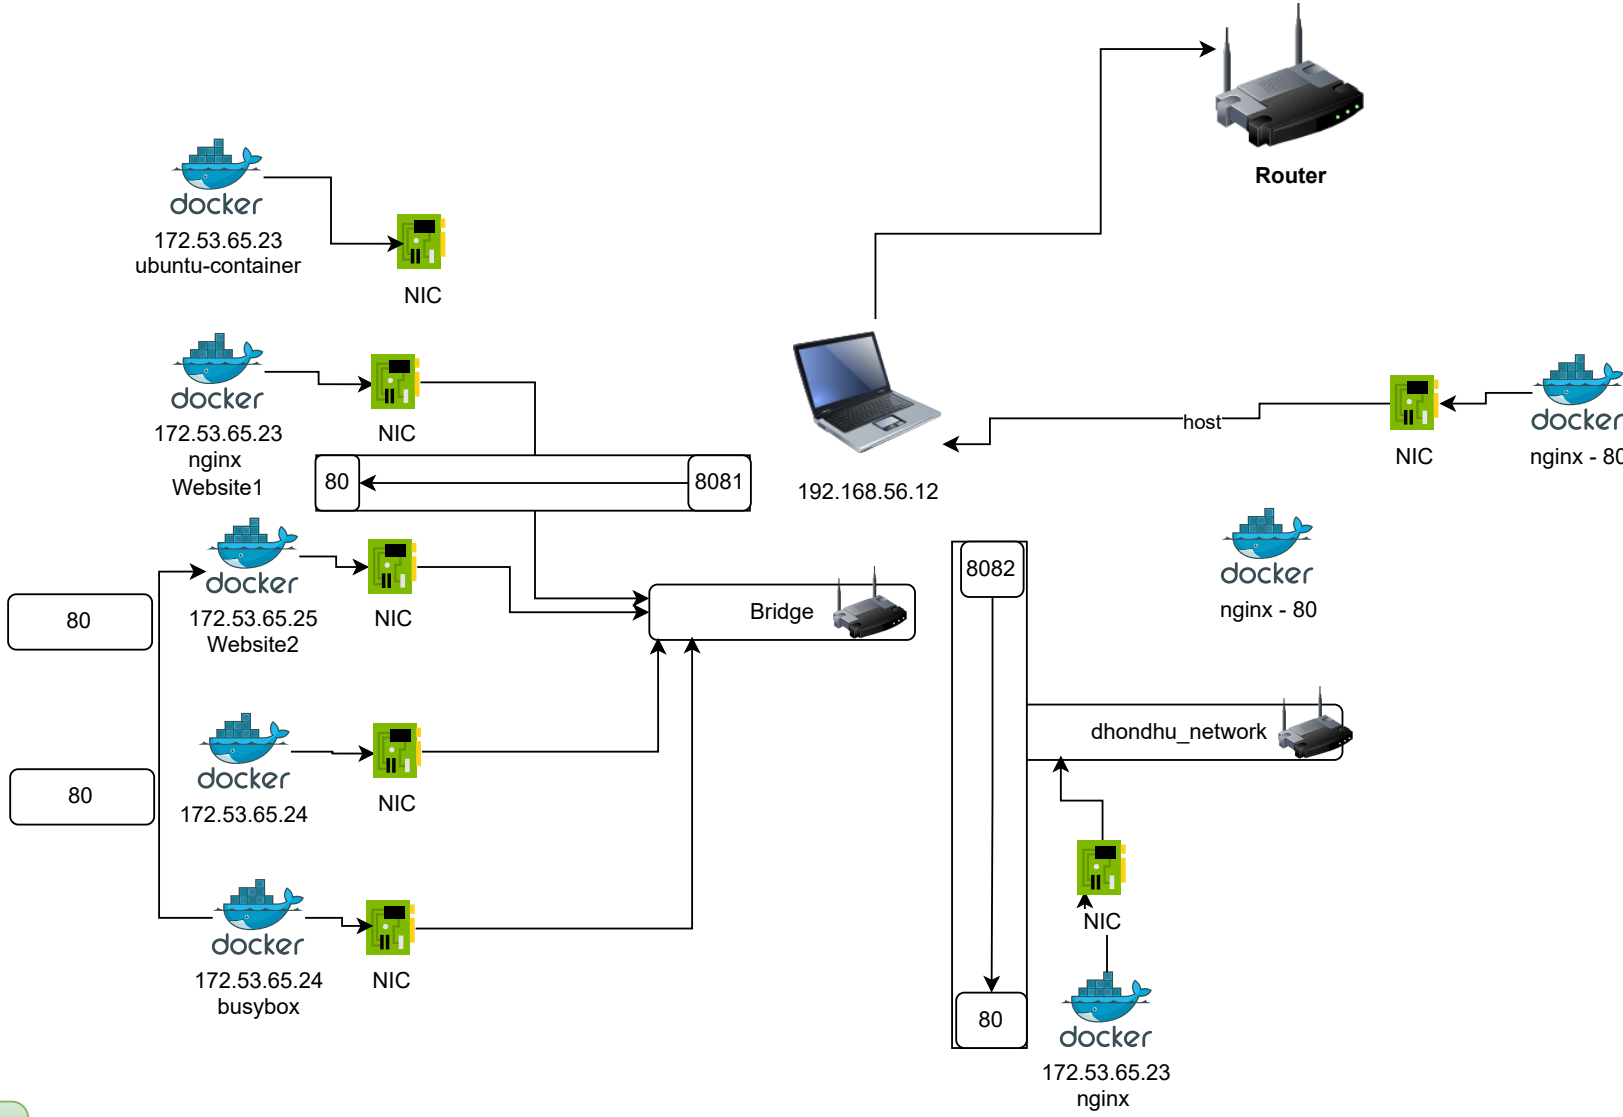 Router
docker
172.53.65.23
ubuntu-container
NIC
docker
172.53.65.23
nginx
Website1
NIC
80
8081
192.168.56.12
host
NIC
docker
nginx - 80
docker
172.53.65.25
Website2
NIC
80
Bridge
8082
docker
nginx - 80
docker
172.53.65.24
NIC
80
dhondhu_network
docker
172.53.65.24
busybox
NIC
NIC
80
docker
172.53.65.23
nginx